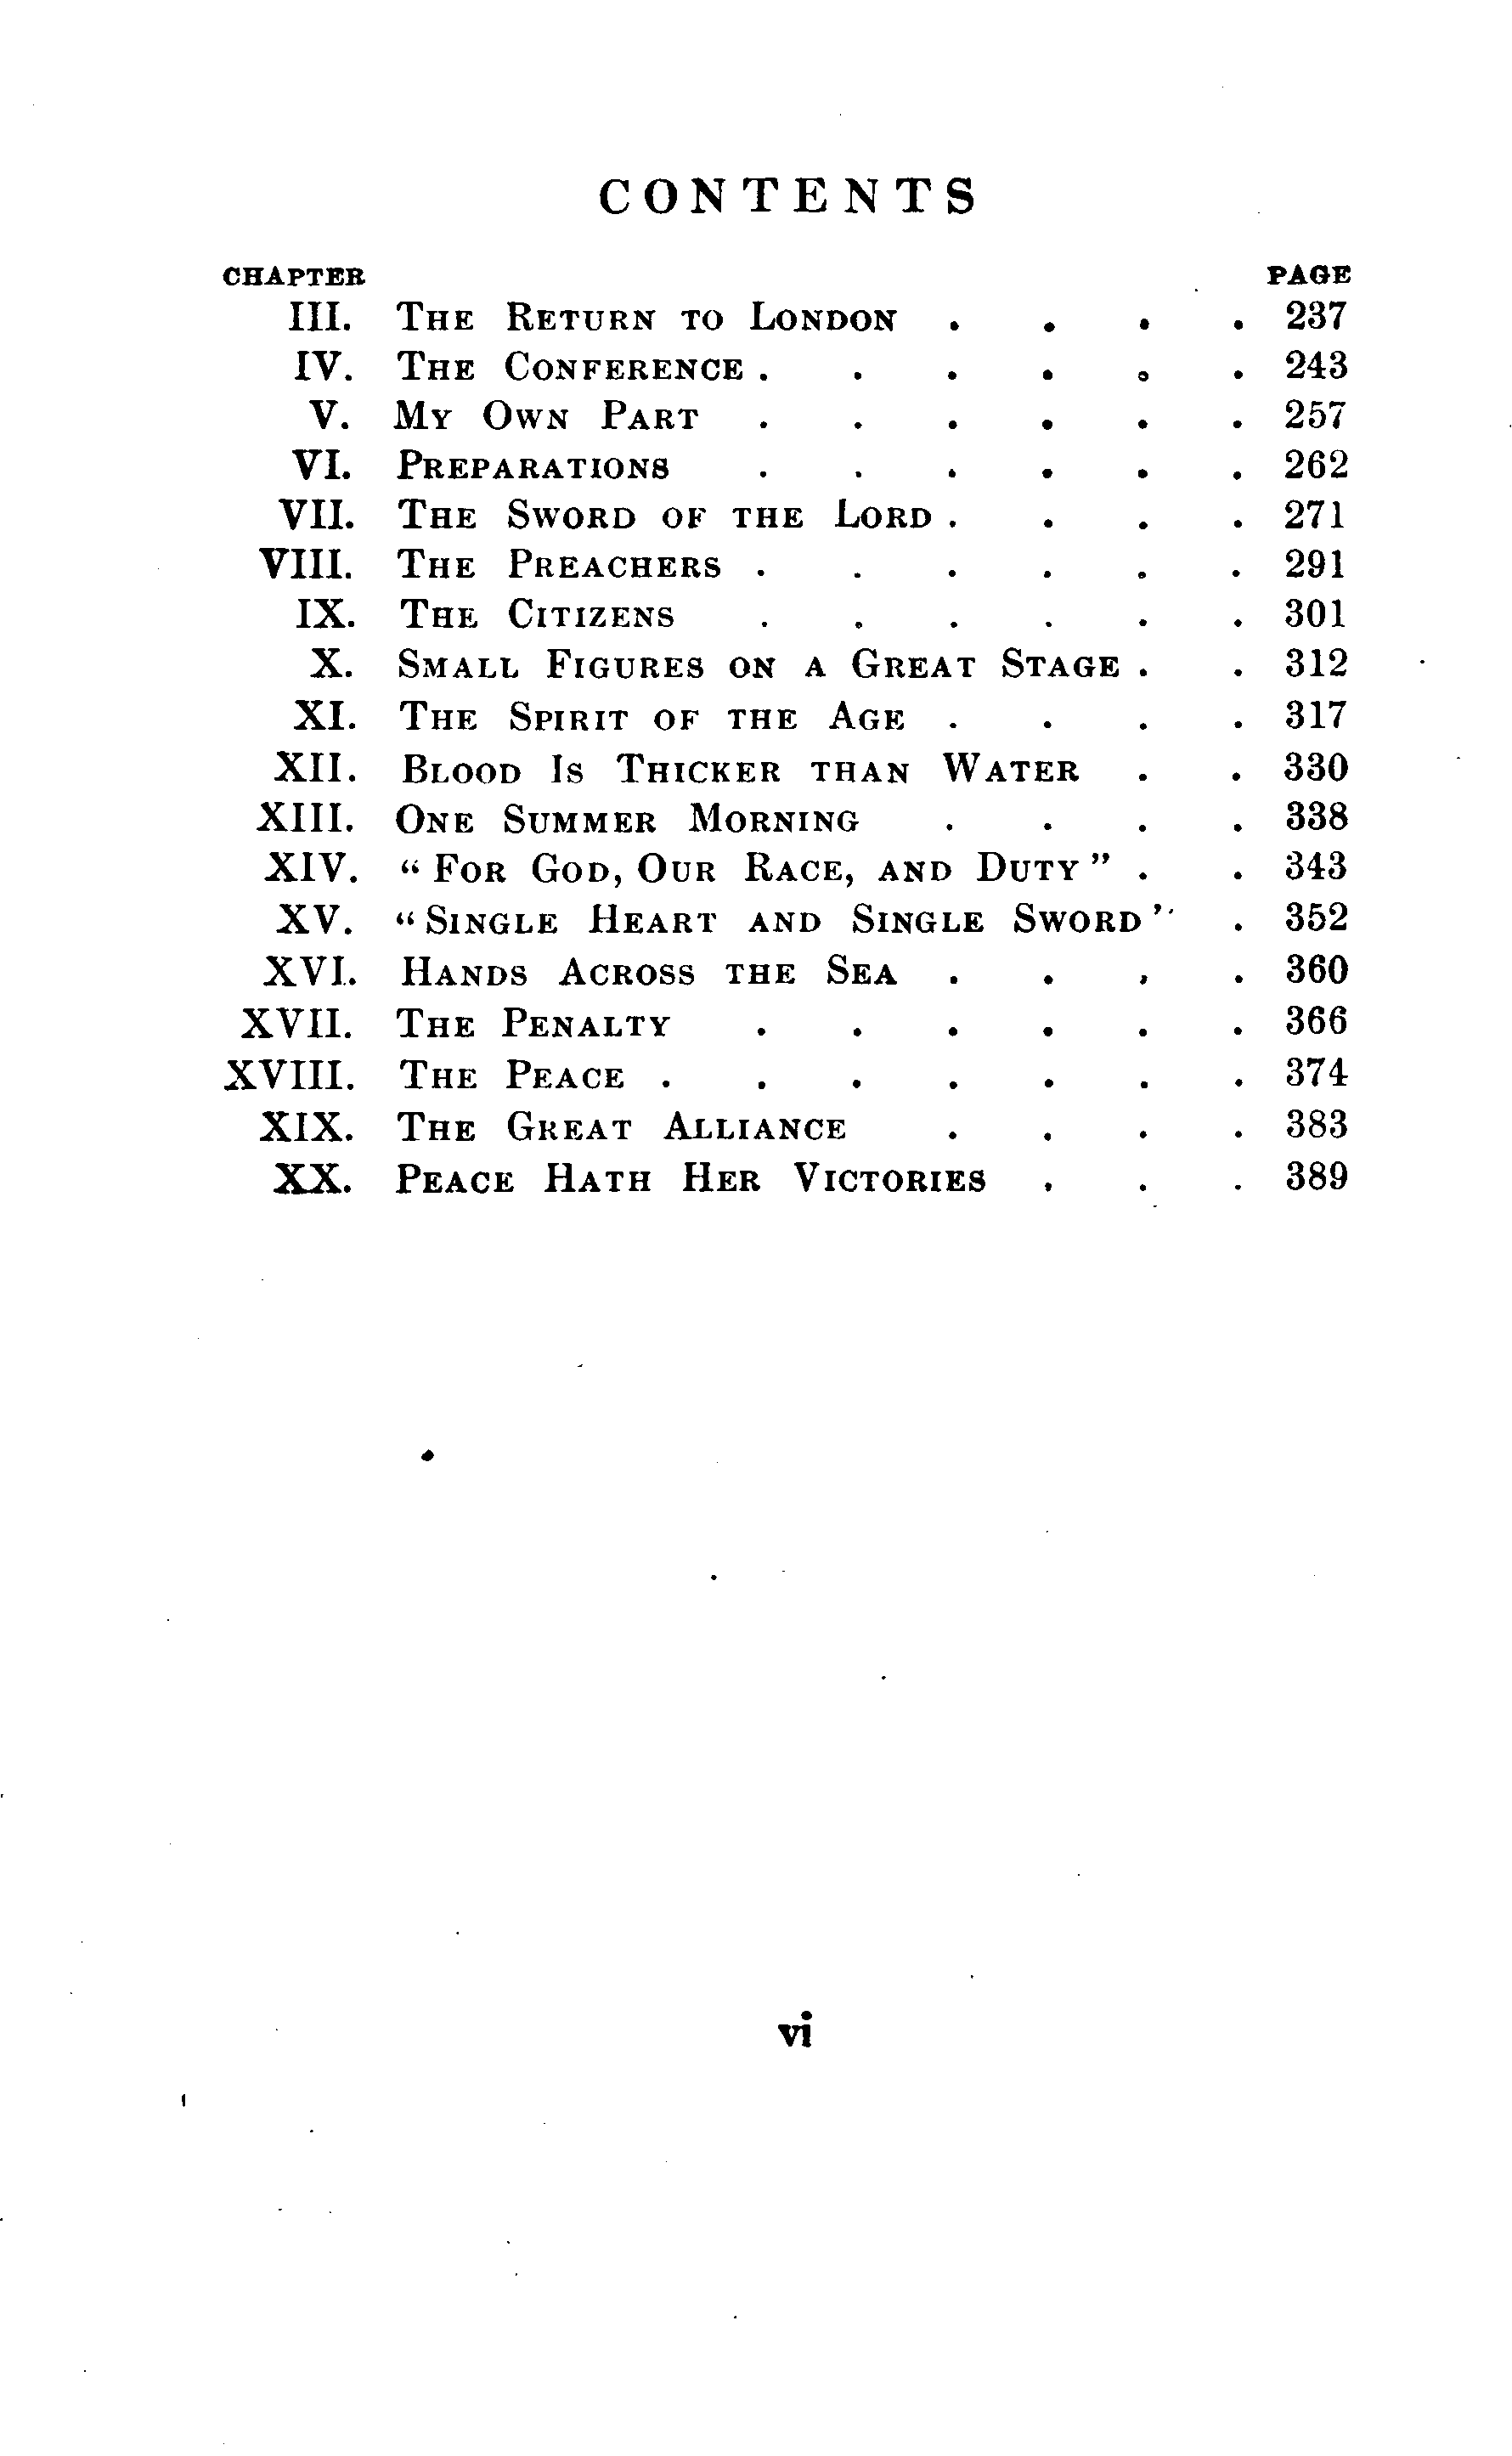 CONTENTS
CHAPTER PAGE
III. THE RETURN TO LONDON . . . . 237
IV. THE CONFERENCE . . . . . . 243
V. MY OWN PART . . . . . . 257
VI. PREPARATIONS . . . . . . 262
VII. THE SWORD OF THE LORD . . . . 271
VIII. THE PREACHERS . . . . . . 291
IX. THE CITIZENS . . . . . . 301
X. SMALL FIGURES ON A GREAT STAGE . . 312
XI. THE SPIRIT OF THE AGE . . . . 317
XII. BLOOD IS THICKER THAN WATER . . 330
XIII. ONE SUMMER MORNING . . . . 338
XIV. “FOR GOD, OUR RACE, AND DUTY” . . 343
XV. “SINGLE HEART AND SINGLE SWORD” . 352
XVI. HANDS ACROSS THE SEA . . . . 360
XVII. THE PENALTY . . . . . . 366
XVIII. THE PEACE . . . . . . . 374
XIX. THE GREAT ALLIANCE . . . . 383
XX. PEACE HATH HER VICTORIES . . . 389
vi